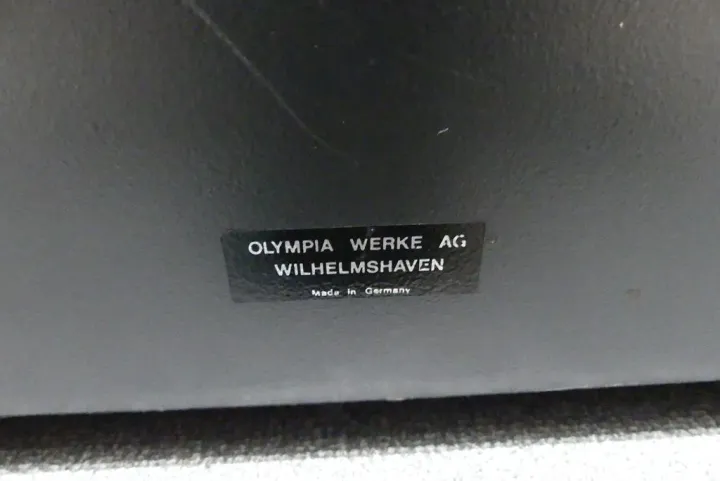 OLYMPIA WERKE AG
WILHELMSHAVEN
Made in Germany